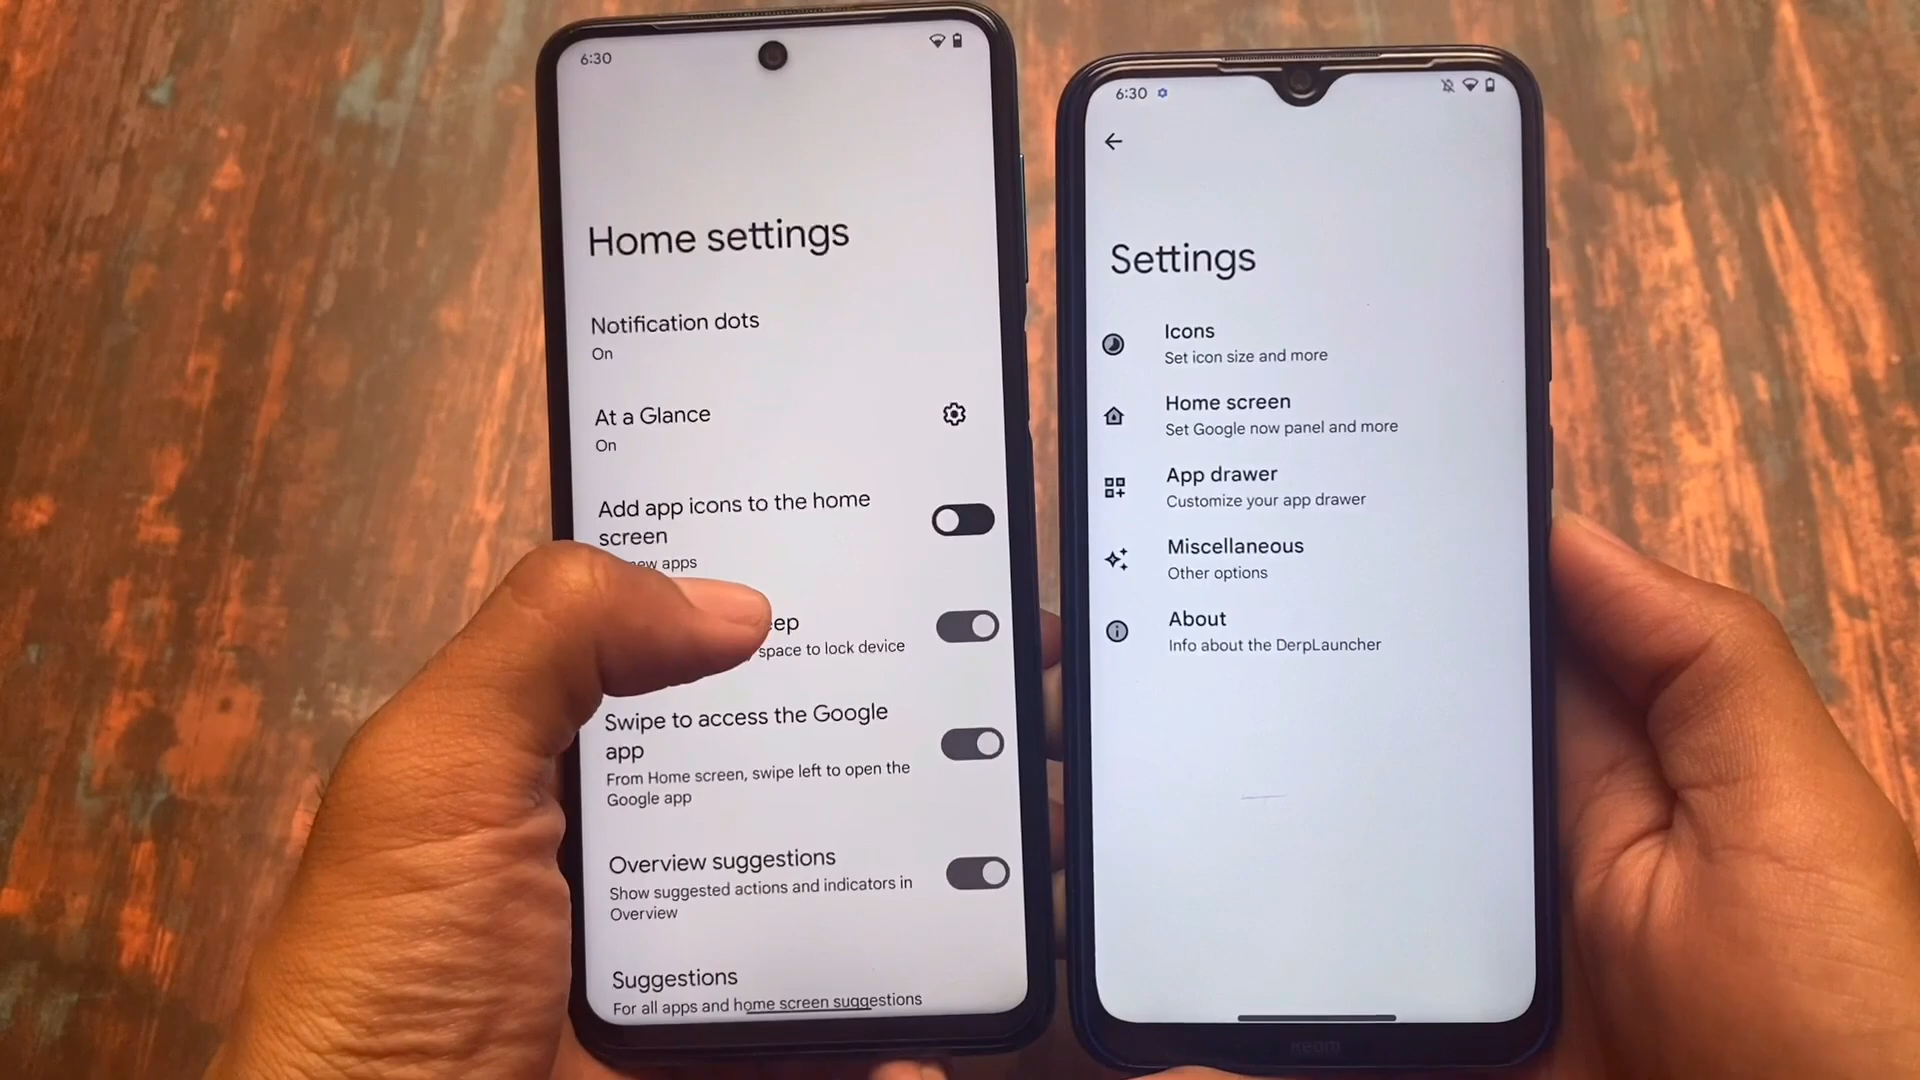 6:30
Home settings
Notification dots
On
At a Glance
On
Add app icons to the home
screen
apps
space to lock device
Swipe to access the Google
app
From Home screen, swipe left to open the
Google app
Overview suggestions
Show suggested actions and indicators in
Overview
Suggestions
For all apps and home screen suggestions
6:30
Settings
Icons
Set icon size and more
Home screen
Set Google now panel and more
App drawer
Customize your app drawer
Miscellaneous
Other options
About
Info about the DerpLauncher